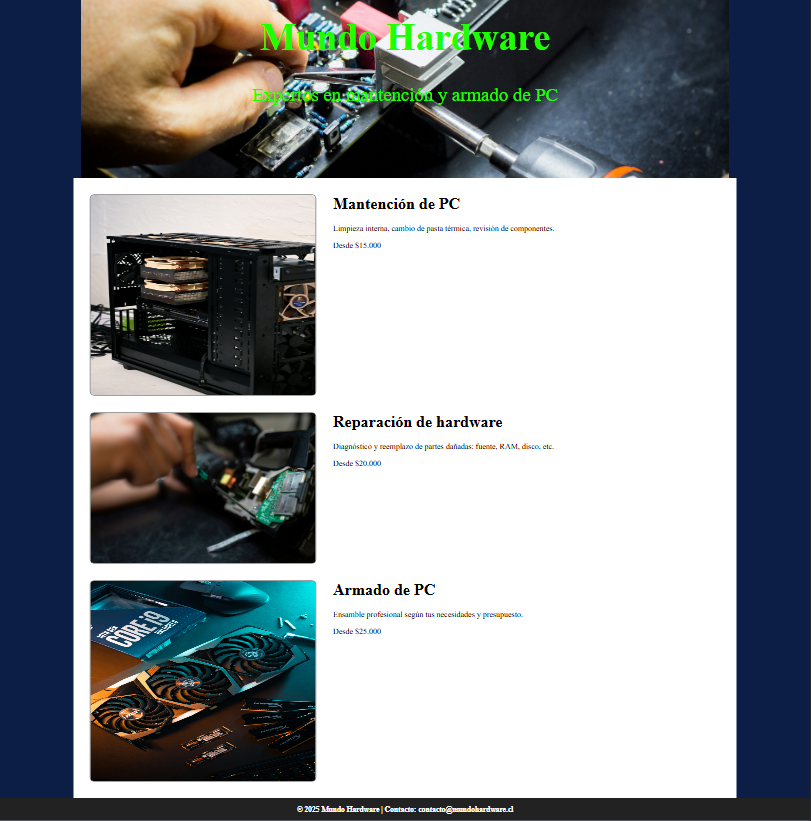 Mundo Hardware
Expertos en mantención y armado de PC
Mantención de PC
Limpieza interna, cambio de pasta térmica, revisión de componentes.
Desde $15.000
Reparación de hardware
Diagnóstico y reemplazo de partes dañadas: fuente, RAM, disco, etc.
Desde $20.000
CORE i9
Armado de PC
Ensamble profesional según tus necesidades y presupuesto.
Desde $25.000
© 2025 Mundo Hardware | Contacto: contacto@mundohardware.cl